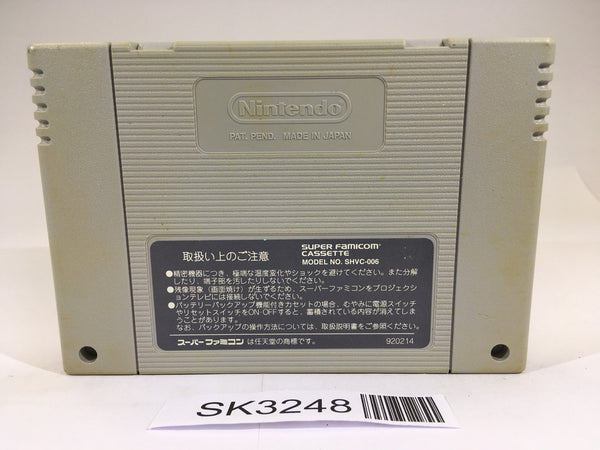 Nintendo
PAT. PEND. MADE IN JAPAN
取扱い上のご注意
SUPER FAMICOM™
CASSETTE
MODEL NO. SHVC-006
●精密機器につき、極端な温度変化やショックを避けてください。また分解
したり、端子部を汚したりしないでください。
●残像現象（画面焼け）が生ずるため、スーパーファミコンをプロジェクシ
ョンテレビには接続しないでください。
●バッテリーバックアップ機能付きカセットの場合、むやみに電源スイッチ
やリセットスイッチをON・OFFすると、蓄積されている内容が消えてしま
うことがあります。
なお、バックアップの操作方法については、取扱説明書をご参照ください。
スーパーファミコン は任天堂の商標です。
920214
SK3248